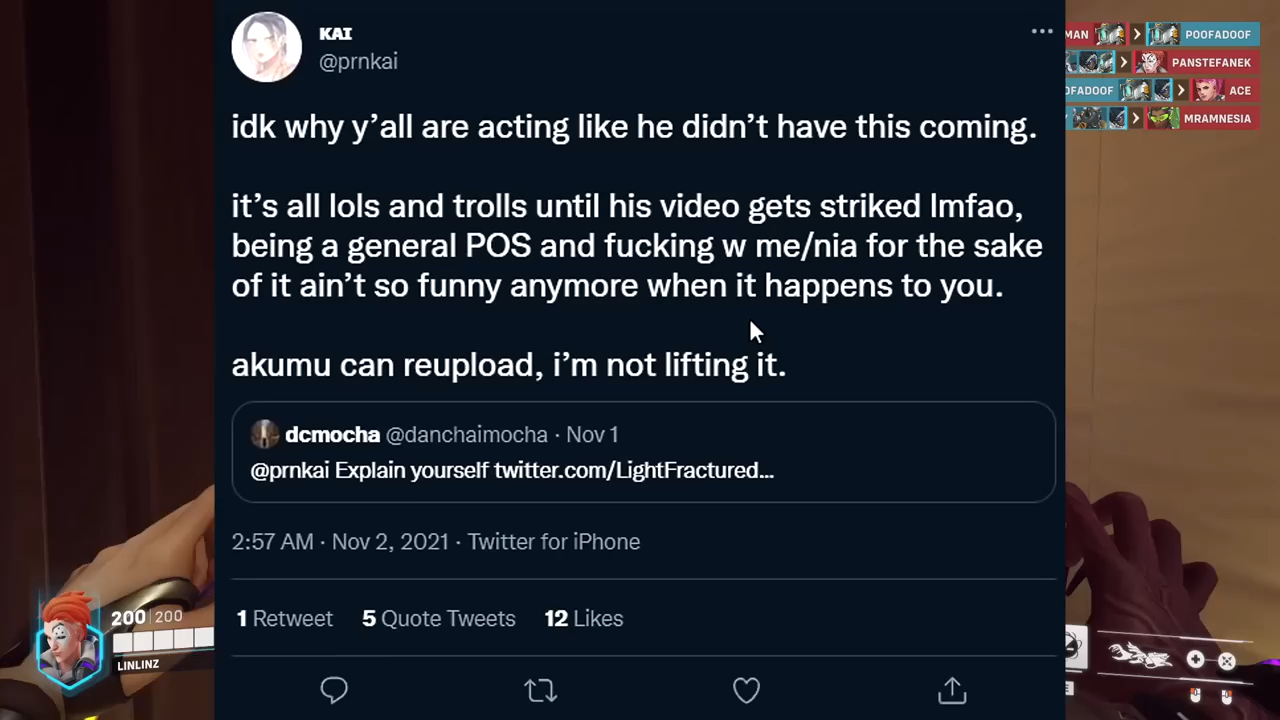 KAI
@prnkai
idk why y’all are acting like he didn’t have this coming.
it’s all lols and trolls until his video gets striked lmfao,
being a general POS and fucking w me/nia for the sake
of it ain’t so funny anymore when it happens to you.
akumu can reupload, i’m not lifting it.
dcmocha @danchaimocha · Nov 1
@prnkai Explain yourself twitter.com/LightFractured...
2:57 AM · Nov 2, 2021 · Twitter for iPhone
1 Retweet 5 Quote Tweets 12 Likes
MAN POOFADOOF
PANSTEFANEK
OFADOOF ACE
MRAMNESIA
200 | 200
LINLINZ